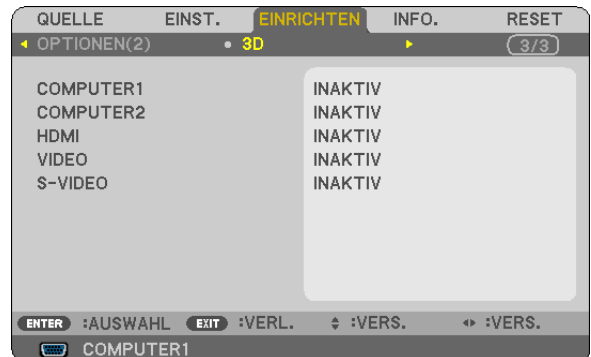 QUELLE EINST. EINRICHTEN INFO. RESET
OPTIONEN(2) 3D 3/3
COMPUTER1 INAKTIV
COMPUTER2 INAKTIV
HDMI INAKTIV
VIDEO INAKTIV
S-VIDEO INAKTIV
ENTER :AUSWAHL EXIT :VERL. :VERS. :VERS.
COMPUTER1